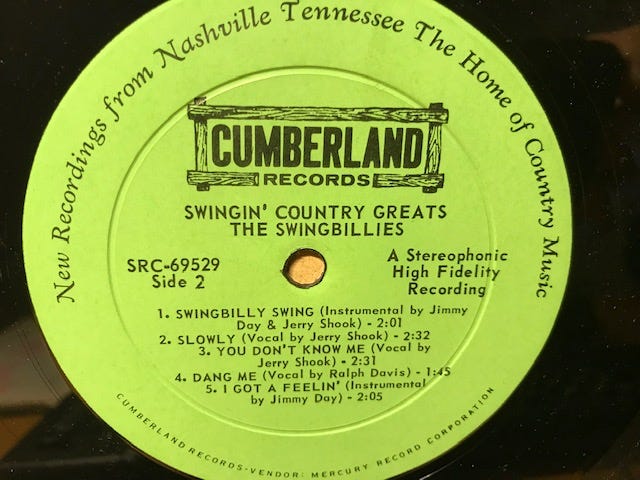 New Recordings from Nashville Tennessee The Home of Country Music
CUMBERLAND
RECORDS
SWINGIN' COUNTRY GREATS
THE SWINGBILLIES
SRC-69529
Side 2
A Stereophonic
High Fidelity
Recording
1. SWINGBILLY SWING (Instrumental by Jimmy
Day & Jerry Shook) - 2:01
2. SLOWLY (Vocal by Jerry Shook) - 2:32
3. YOU DON'T KNOW ME (Vocal by
Jerry Shook) - 2:31
4. DANG ME (Vocal by Ralph Davis) - 1:45
5. I GOT A FEELIN' (Instrumental
by Jimmy Day) - 2:05
CUMBERLAND RECORDS-VENDOR: MERCURY RECORD CORPORATION